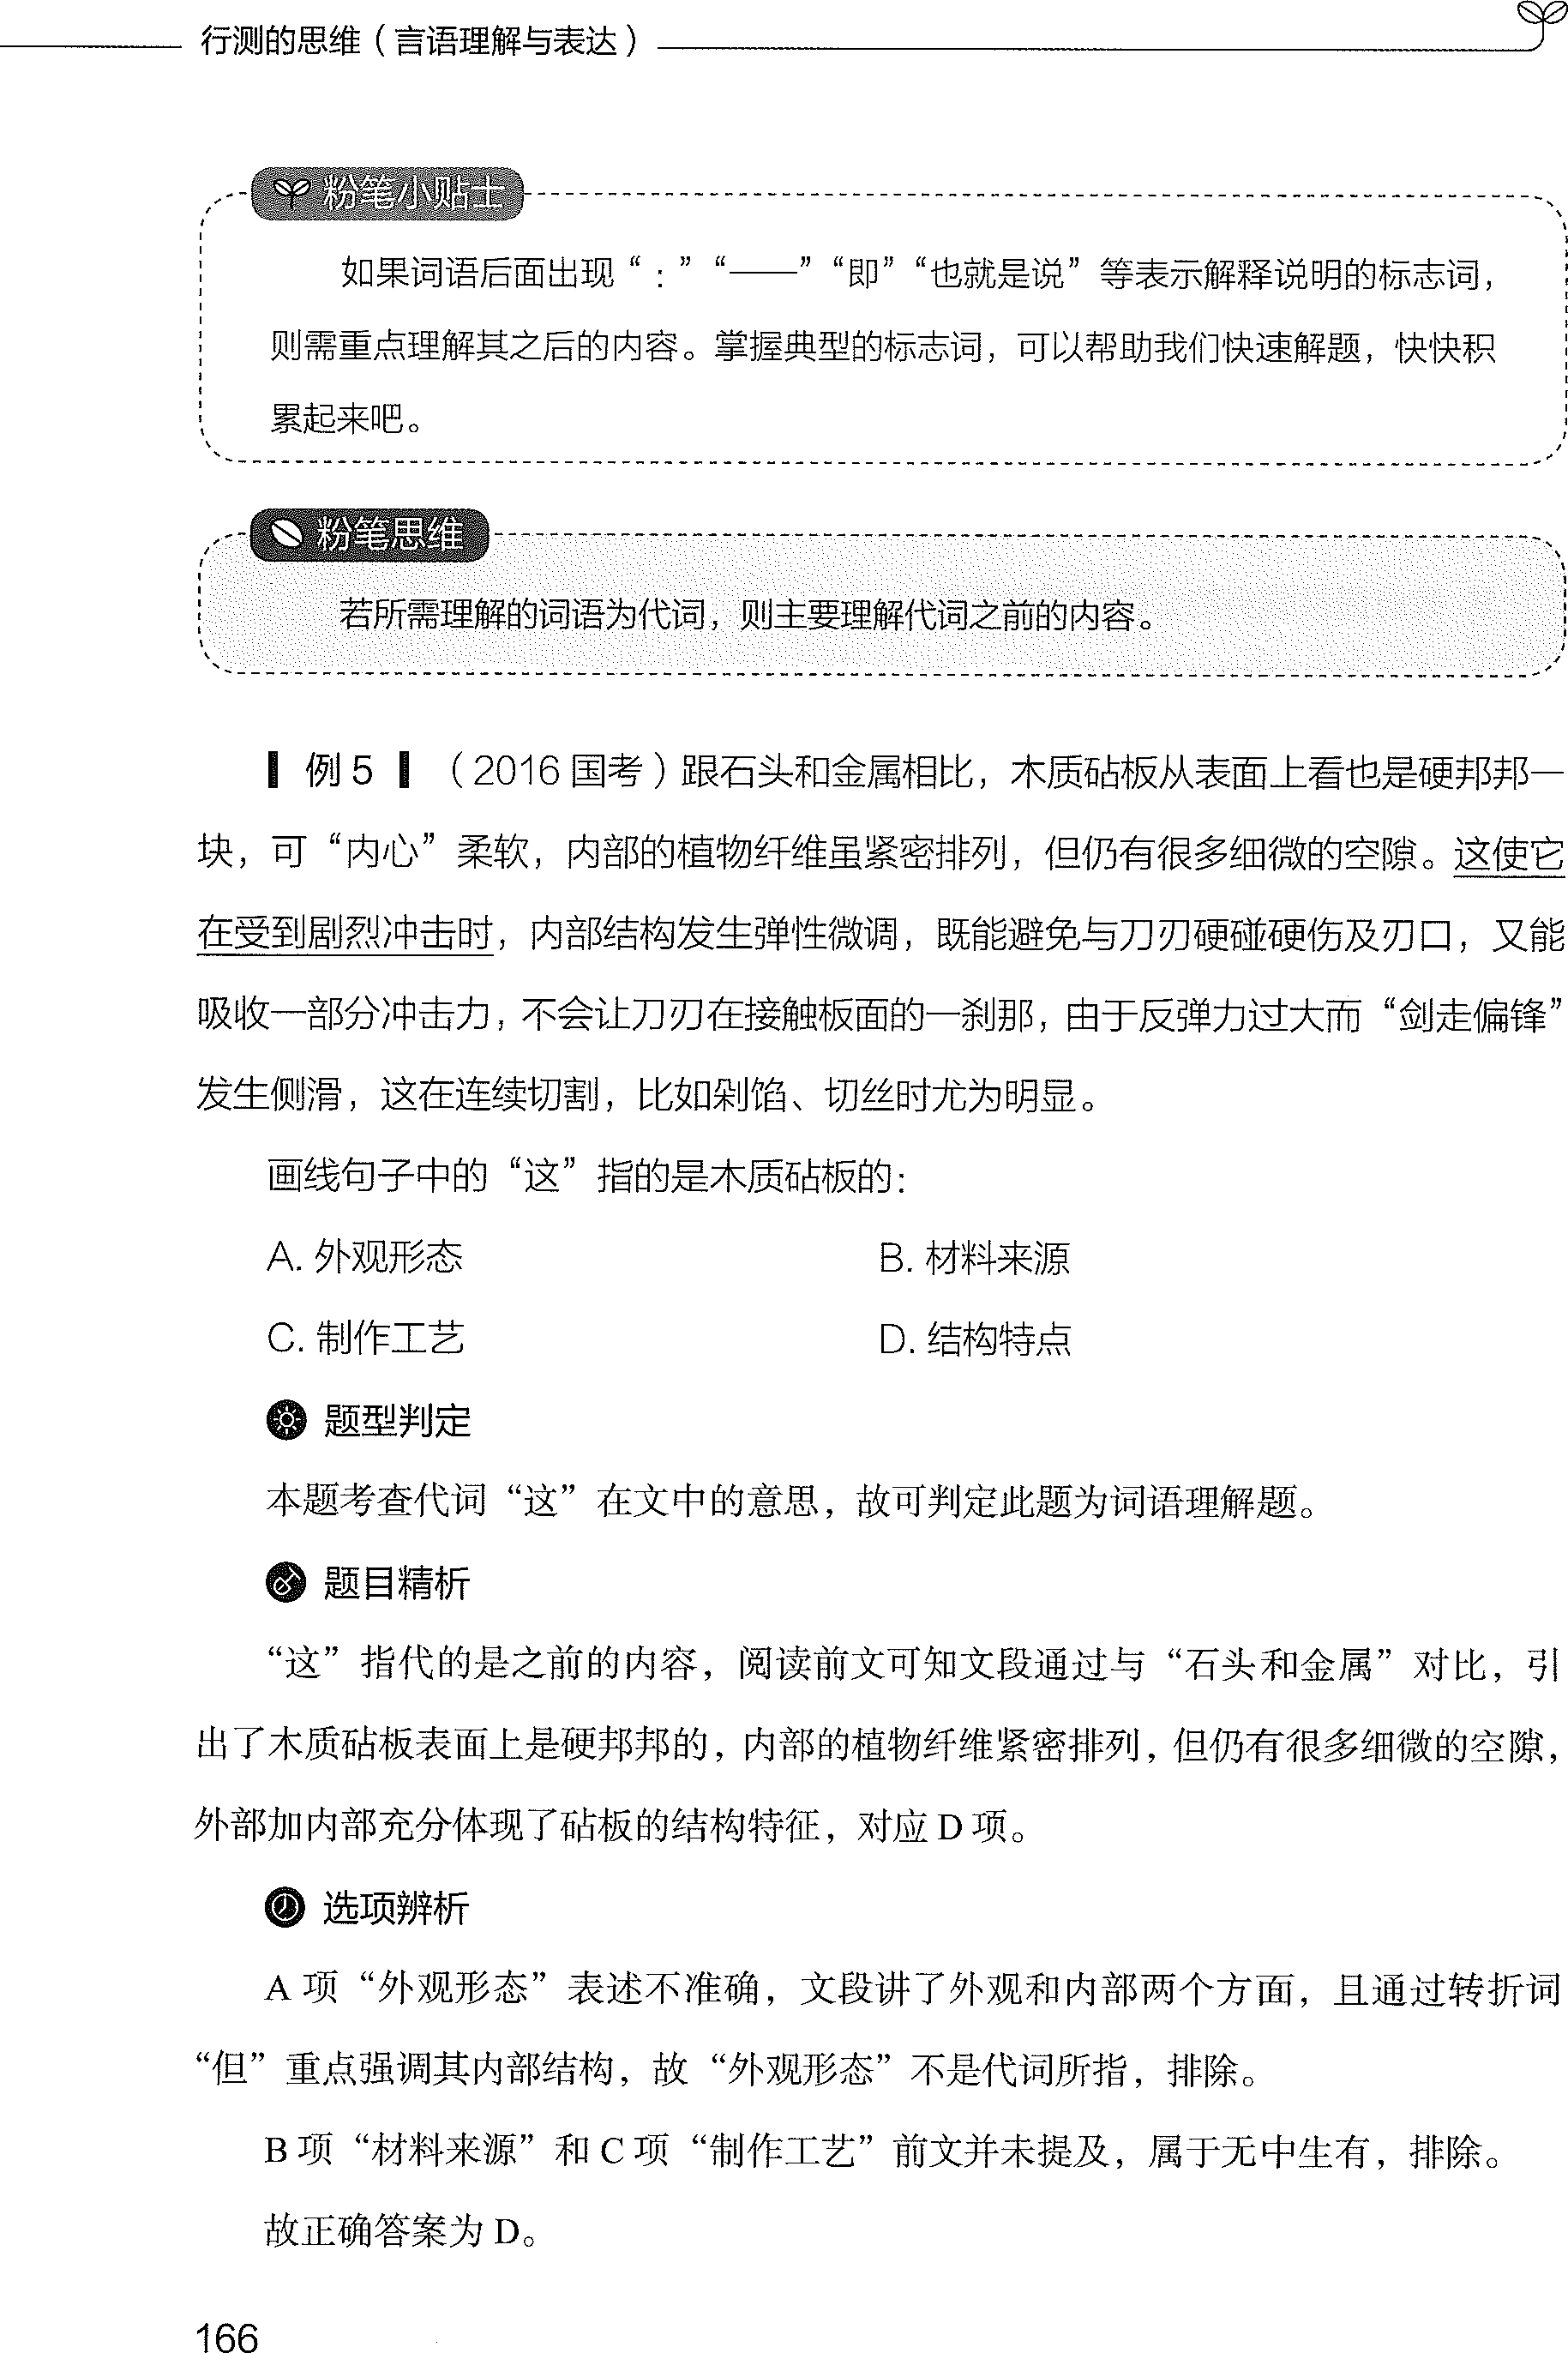 行测的思维（言语理解与表达）
粉笔小贴士
如果词语后面出现“：”“——”“即”“也就是说”等表示解释说明的标志词，
则需重点理解其之后的内容。掌握典型的标志词，可以帮助我们快速解题，快快积
累起来吧。
粉笔思维
若所需理解的词语为代词，则主要理解代词之前的内容。
例5（2016国考）跟石头和金属相比，木质砧板从表面上看也是硬邦邦一
块，可“内心”柔软，内部的植物纤维虽紧密排列，但仍有很多细微的空隙。这使它
在受到剧烈冲击时，内部结构发生弹性微调，既能避免与刀刃硬碰硬伤及刃口，又能
吸收一部分冲击力，不会让刀刃在接触板面的一刹那，由于反弹力过大而“剑走偏锋”
发生侧滑，这在连续切割，比如剁馅、切丝时尤为明显。
画线句子中的“这”指的是木质砧板的：
A. 外观形态 B. 材料来源
C. 制作工艺 D. 结构特点
题型判定
本题考查代词“这”在文中的意思，故可判定此题为词语理解题。
题目精析
“这”指代的是之前的内容，阅读前文可知文段通过与“石头和金属”对比，引
出了木质砧板表面上是硬邦邦的，内部的植物纤维紧密排列，但仍有很多细微的空隙，
外部加内部充分体现了砧板的结构特征，对应D项。
选项辨析
A项“外观形态”表述不准确，文段讲了外观和内部两个方面，且通过转折词
“但”重点强调其内部结构，故“外观形态”不是代词所指，排除。
B项“材料来源”和C项“制作工艺”前文并未提及，属于无中生有，排除。
故正确答案为D。
166